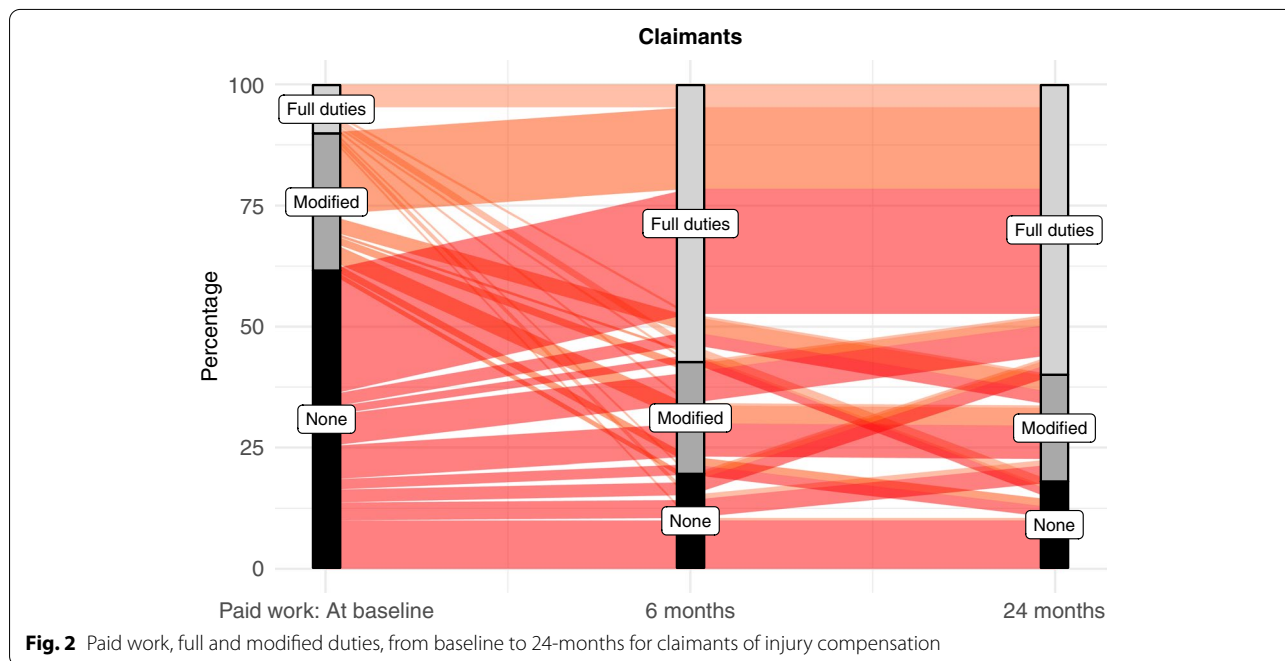 Claimants
100
75
50
25
0
Percentage
Full duties
Modified
None
Full duties
Modified
None
Full duties
Modified
None
Paid work: At baseline
6 months
24 months
Fig. 2 Paid work, full and modified duties, from baseline to 24-months for claimants of injury compensation